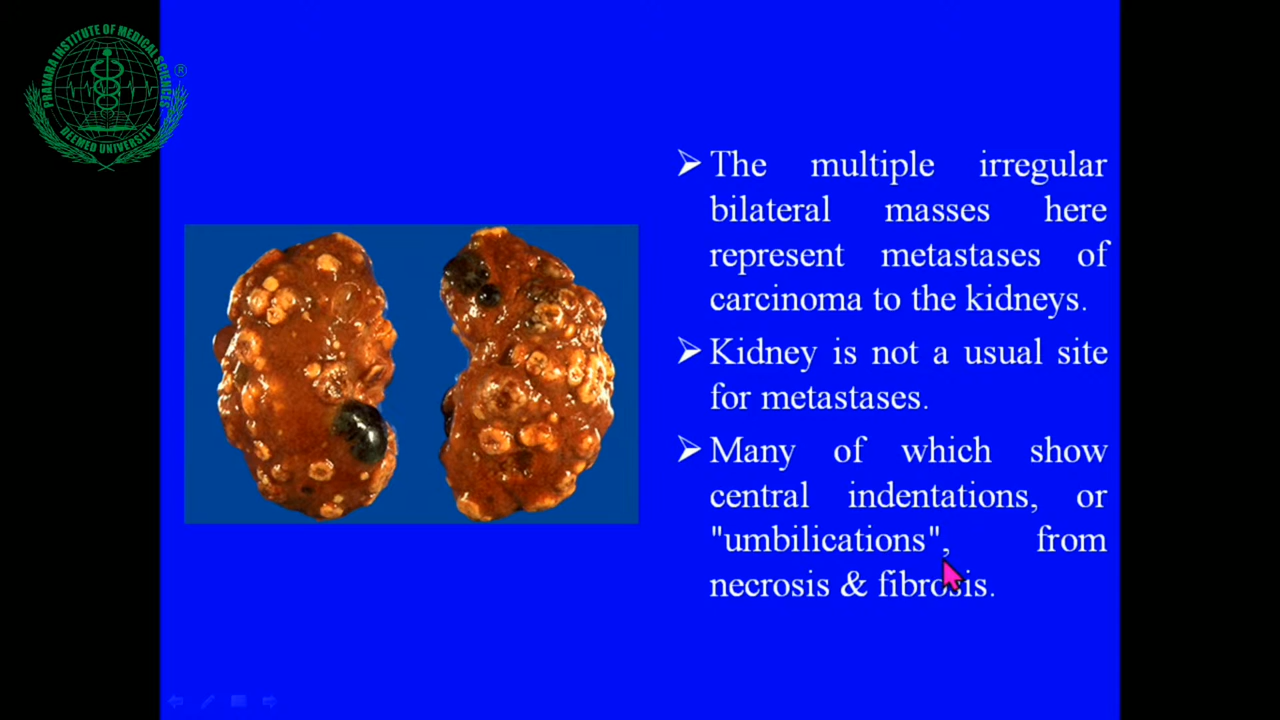 PRAVARA INSTITUTE OF MEDICAL SCIENCES
®
DEEMED UNIVERSITY
The multiple irregular
bilateral masses here
represent metastases of
carcinoma to the kidneys.
Kidney is not a usual site
for metastases.
Many of which show
central indentations, or
"umbilications", from
necrosis & fibrosis.